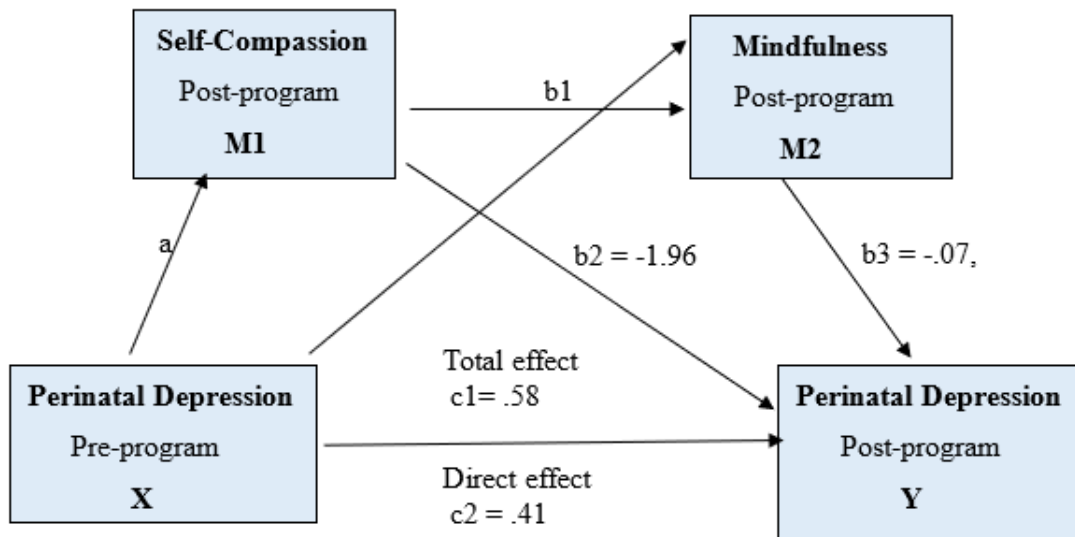 Self-Compassion
Post-program
M1
Mindfulness
Post-program
M2
b1
a
b2 = -1.96
b3 = -.07,
Perinatal Depression
Pre-program
X
Total effect
c1= .58
Direct effect
c2 = .41
Perinatal Depression
Post-program
Y